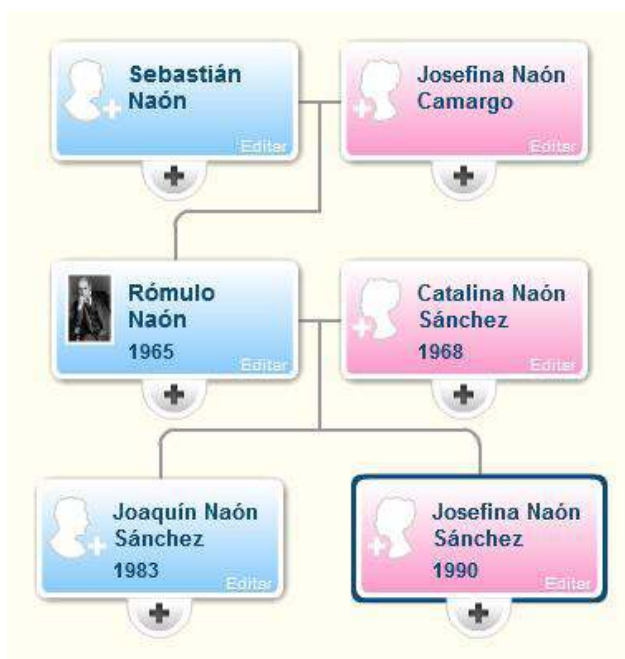 Sebastián
Naón
Editar
Josefina Naón
Camargo
Editar
Rómulo
Naón
1965
Editar
Catalina Naón
Sánchez
1968
Editar
Joaquín Naón
Sánchez
1983
Editar
Josefina Naón
Sánchez
1990
Editar